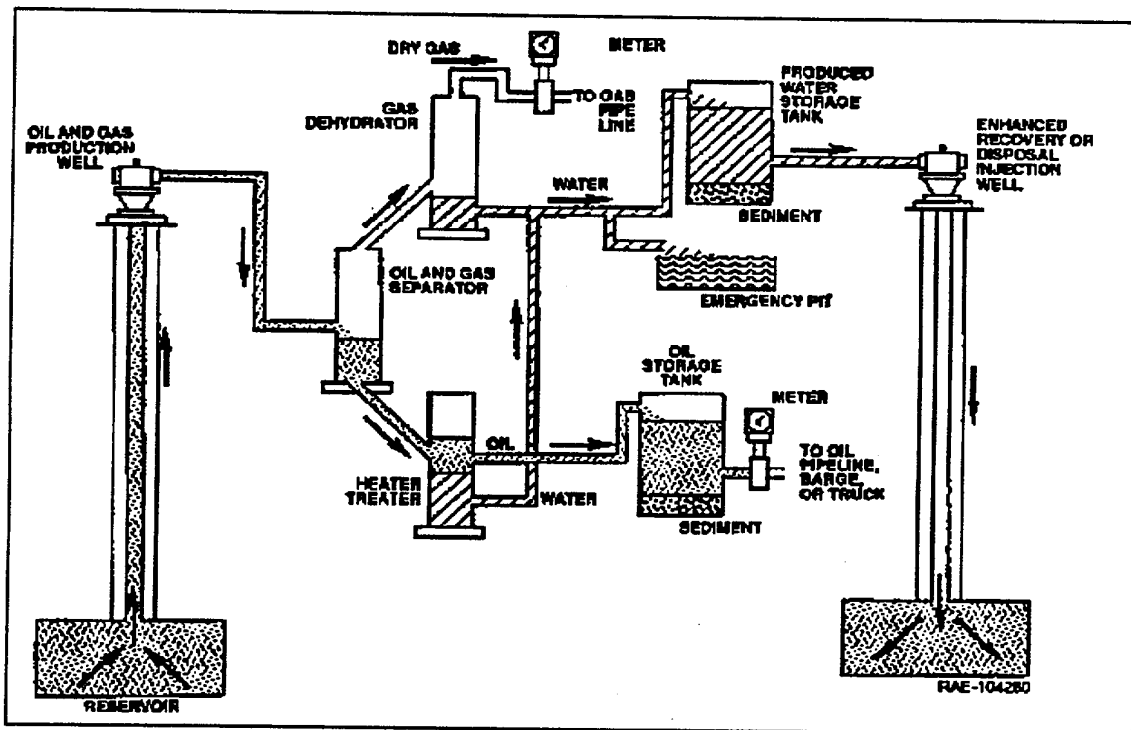 DRY GAS
METER
TO GAS
PIPE
LINE
GAS
DEHYDRATOR
PRODUCED
WATER
STORAGE
TANK
OIL AND GAS
PRODUCTION
WELL
ENHANCED
RECOVERY OR
DISPOSAL
INJECTION
WELL
WATER
SEDIMENT
OIL AND GAS
SEPARATOR
EMERGENCY PIT
OIL
STORAGE
TANK
METER
OIL
TO OIL
PIPELINE,
BARGE,
OR TRUCK
HEATER
TREATER
WATER
SEDIMENT
RESERVOIR
RAE-104280